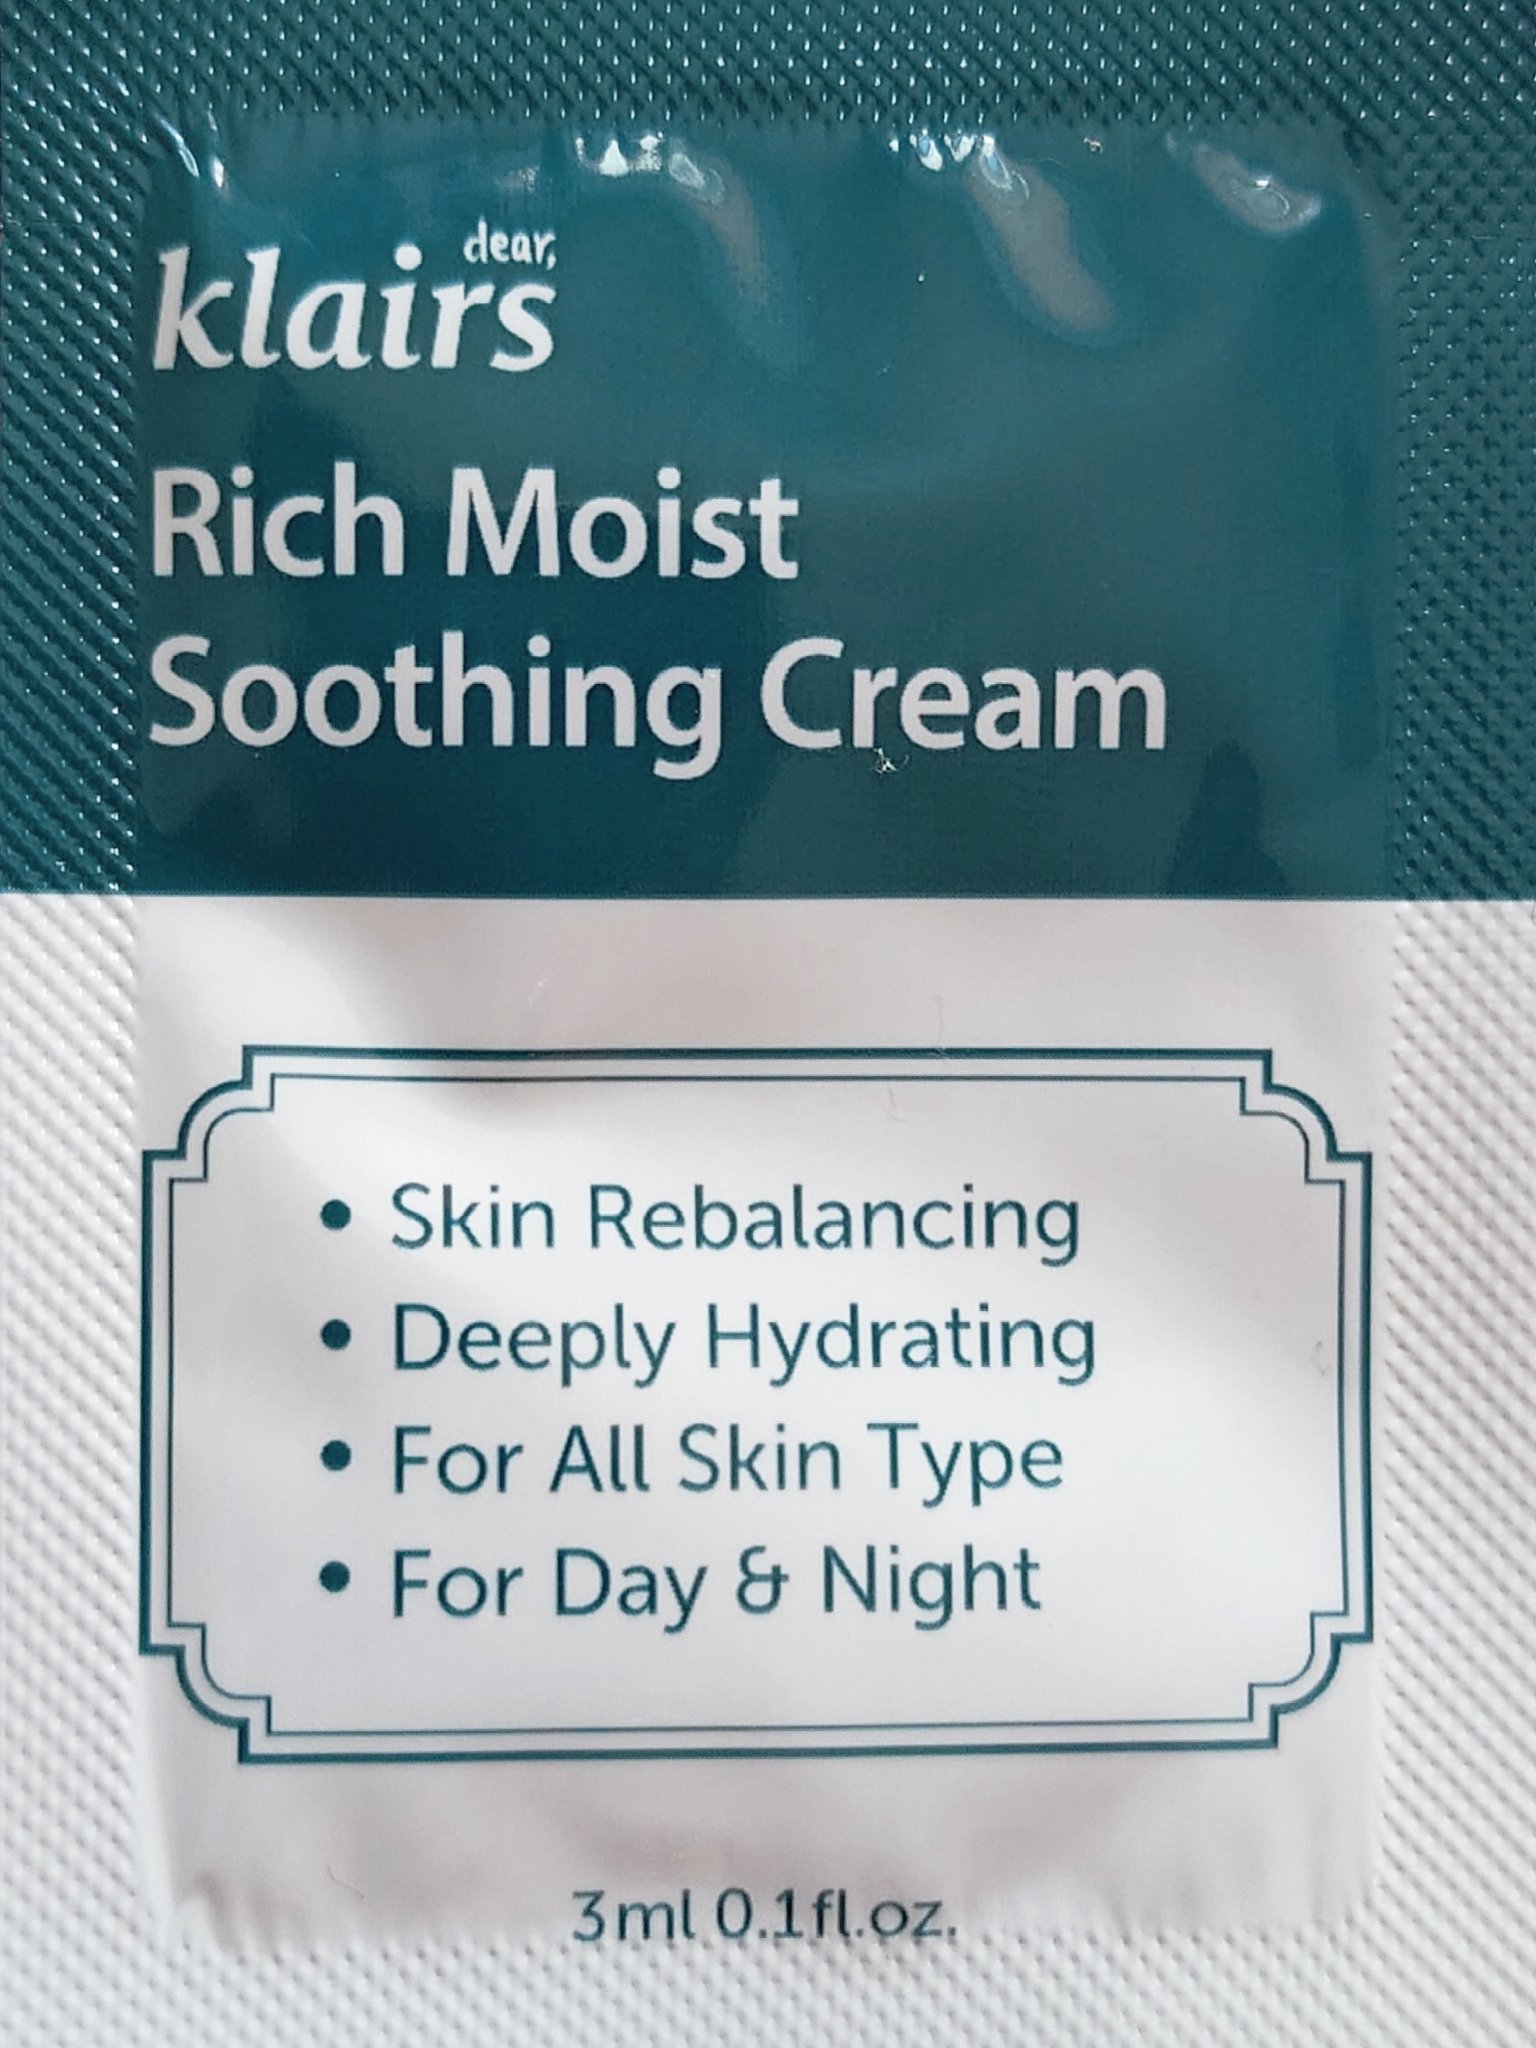 dear,
klairs
Rich Moist
Soothing Cream
• Skin Rebalancing
• Deeply Hydrating
• For All Skin Type
• For Day & Night
3ml 0.1fl.oz.